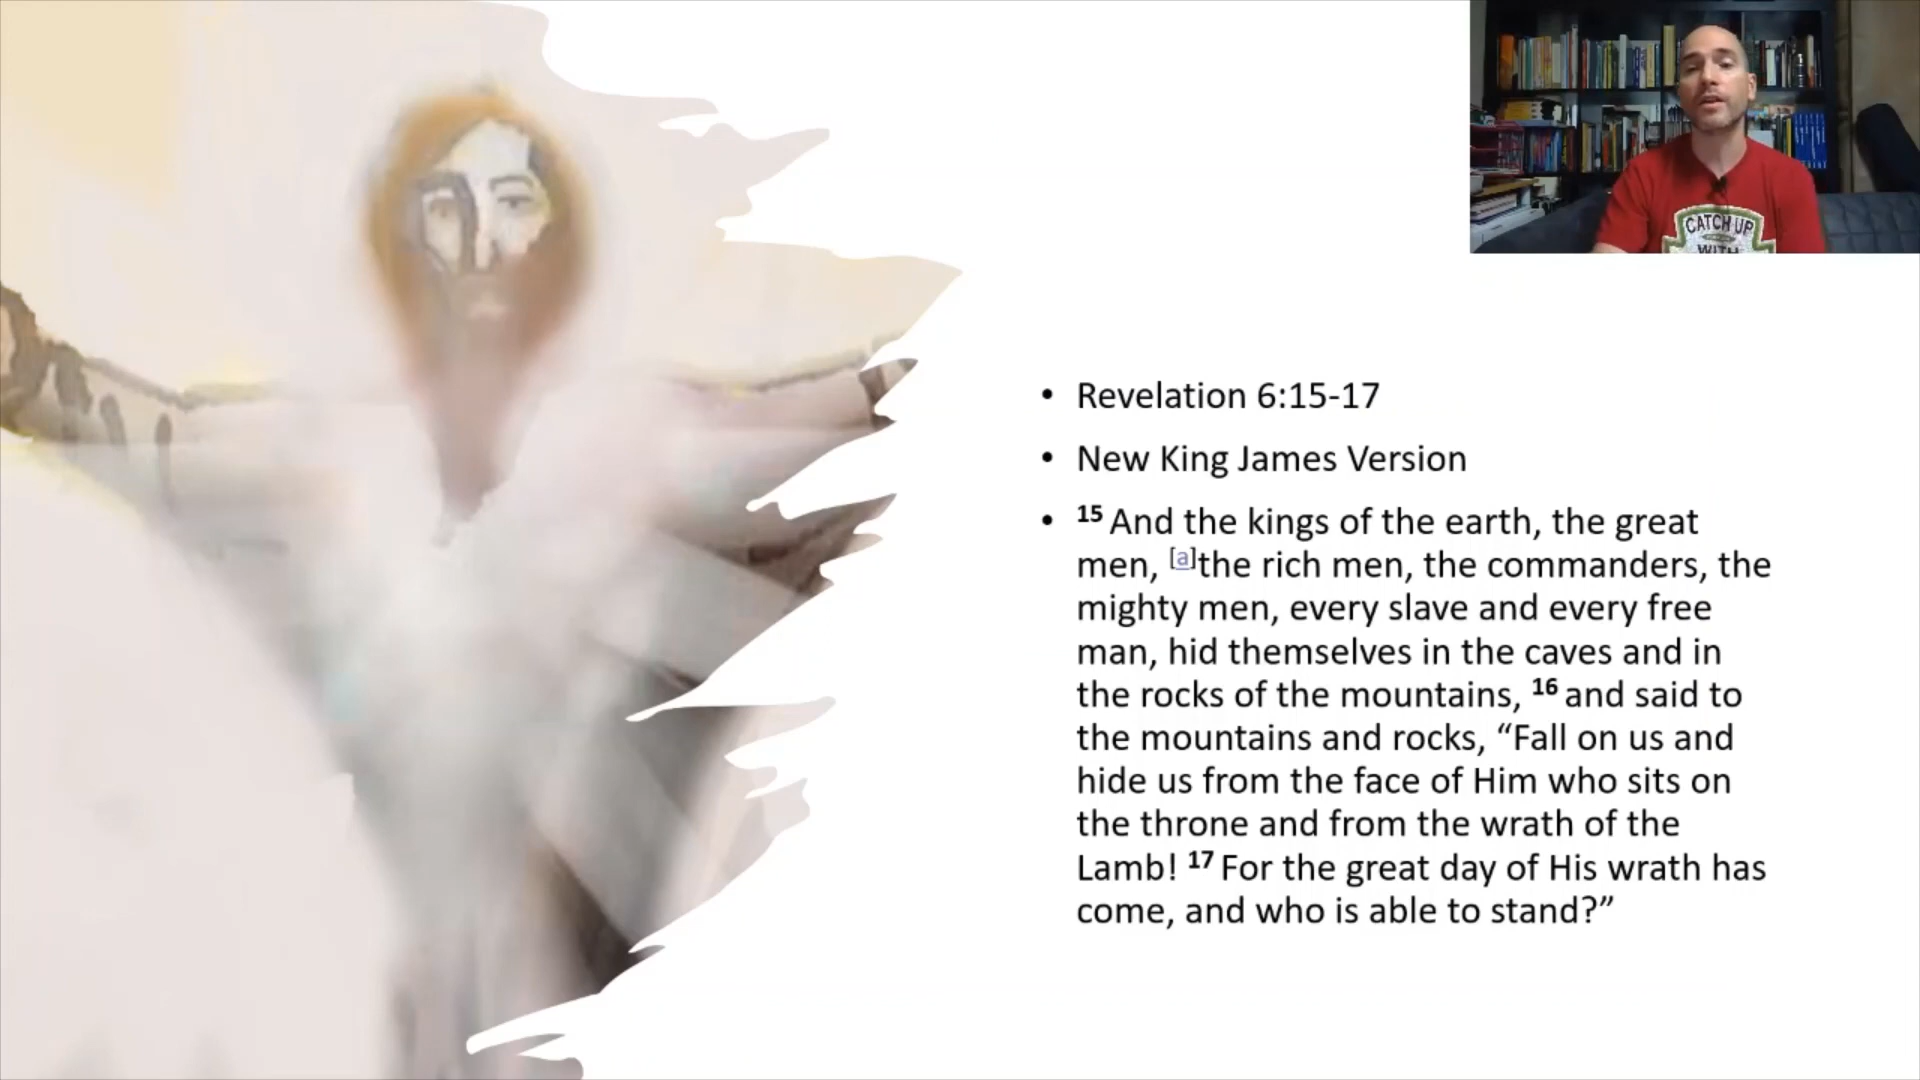 CATCH UP
WITH
• Revelation 6:15-17
• New King James Version
• 15 And the kings of the earth, the great
men, [a]the rich men, the commanders, the
mighty men, every slave and every free
man, hid themselves in the caves and in
the rocks of the mountains, 16 and said to
the mountains and rocks, “Fall on us and
hide us from the face of Him who sits on
the throne and from the wrath of the
Lamb! 17 For the great day of His wrath has
come, and who is able to stand?”